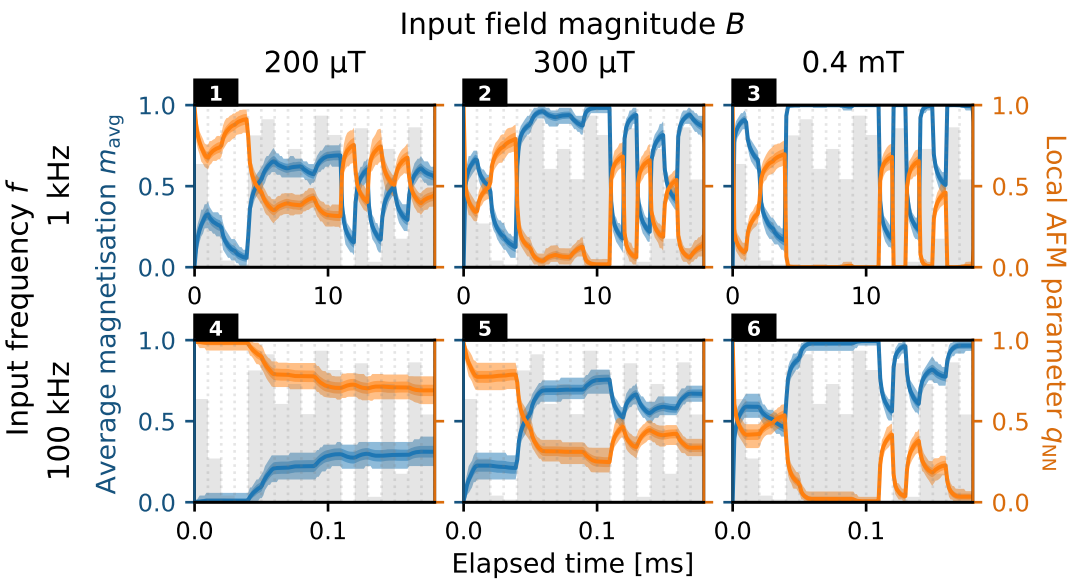 Input field magnitude B
200 µT 300 µT 0.4 mT
Input frequency f
1 kHz
100 kHz
Average magnetisation m_avg
Local AFM parameter q_NN
1 2 3
1.0 1.0
0.5 0.5
0.0 0.0
0 10 0 10 0 10
4 5 6
1.0 1.0
0.5 0.5
0.0 0.0
0.0 0.1 0.0 0.1 0.0 0.1
Elapsed time [ms]